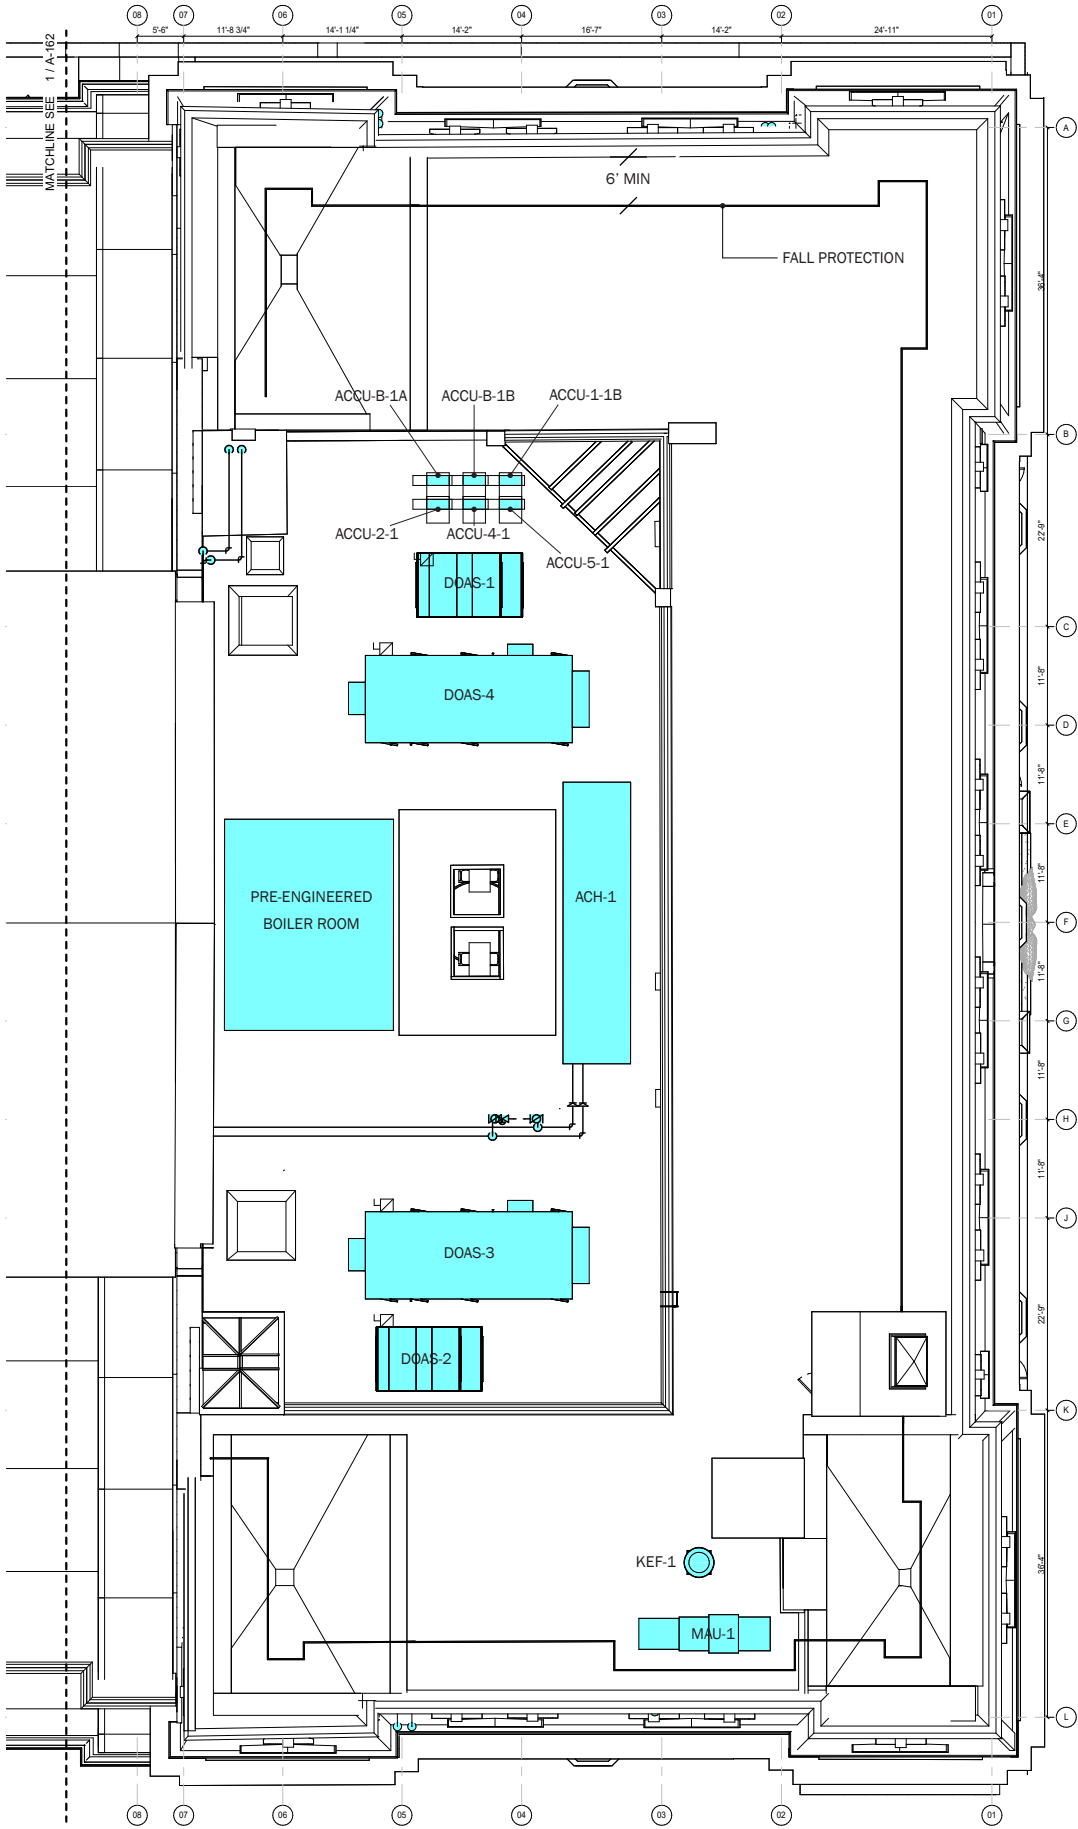 08 07 06 05 04 03 02 01
5'-6" 11'-8 3/4" 14'-1 1/4" 14'-2" 16'-7" 14'-2" 24'-11"
MATCHLINE SEE 1 / A-162
A
6' MIN
FALL PROTECTION
36'-4"
ACCU-B-1A ACCU-B-1B ACCU-1-1B
B
ACCU-2-1 ACCU-4-1
ACCU-5-1
22'-9"
DOAS-1
C
11'-8"
DOAS-4
D
11'-8"
E
11'-8"
PRE-ENGINEERED
BOILER ROOM
ACH-1
F
11'-8"
G
11'-8"
H
11'-8"
J
DOAS-3
22'-9"
DOAS-2
K
KEF-1
36'-4"
MAU-1
L
08 07 06 05 04 03 02 01